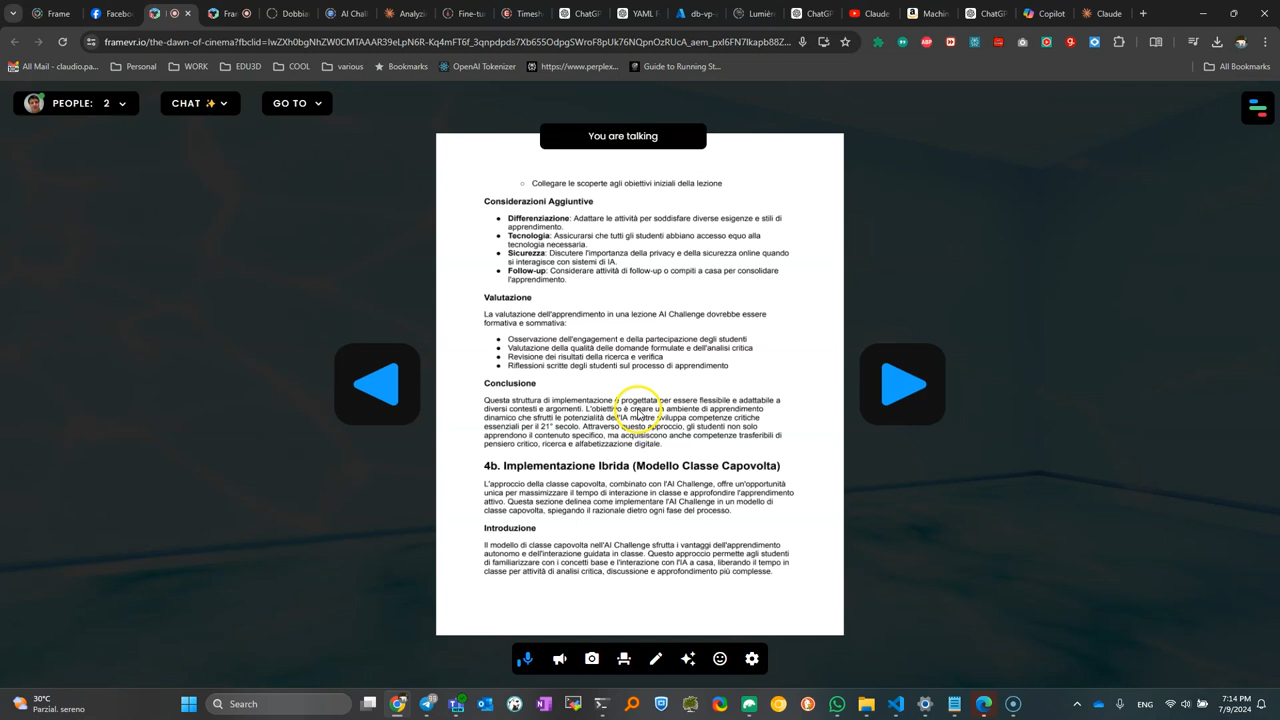 Facebo
Frame
Dobbia
AI Chall
Analyz
Fine-tu
Timesh
ChatGP
YAML F
db-vp-
Lumièr
ChatGP
Claude
Machin
ChatGP
Copilot
Claude
All Mail - claudio.pa...
Personal
WORK
EDU3D
COOL
various
Bookmarks
OpenAI Tokenizer
https://www.perplex...
Guide to Running St...
All Bookmarks
PEOPLE: 2
CHAT
GO TO
You are talking
○ Collegare le scoperte agli obiettivi iniziali della lezione
Considerazioni Aggiuntive
● Differenziazione: Adattare le attività per soddisfare diverse esigenze e stili di
apprendimento.
● Tecnologia: Assicurarsi che tutti gli studenti abbiano accesso equo alla
tecnologia necessaria.
● Sicurezza: Discutere l'importanza della privacy e della sicurezza online quando
si interagisce con sistemi di IA.
● Follow-up: Considerare attività di follow-up o compiti a casa per consolidare
l'apprendimento.
Valutazione
La valutazione dell'apprendimento in una lezione AI Challenge dovrebbe essere
formativa e sommativa:
● Osservazione dell'engagement e della partecipazione degli studenti
● Valutazione della qualità delle domande formulate e dell'analisi critica
● Revisione dei risultati della ricerca e verifica
● Riflessioni scritte degli studenti sul processo di apprendimento
Conclusione
Questa struttura di implementazione è progettata per essere flessibile e adattabile a
diversi contesti e argomenti. L'obiettivo è creare un ambiente di apprendimento
dinamico che sfrutti le potenzialità dell'IA mentre sviluppa competenze critiche
essenziali per il 21° secolo. Attraverso questo approccio, gli studenti non solo
apprendono il contenuto specifico, ma acquisiscono anche competenze trasferibili di
pensiero critico, ricerca e alfabetizzazione digitale.
4b. Implementazione Ibrida (Modello Classe Capovolta)
L'approccio della classe capovolta, combinato con l'AI Challenge, offre un'opportunità
unica per massimizzare il tempo di interazione in classe e approfondire l'apprendimento
attivo. Questa sezione delinea come implementare l'AI Challenge in un modello di
classe capovolta, spiegando il razionale dietro ogni fase del processo.
Introduzione
Il modello di classe capovolta nell'AI Challenge sfrutta i vantaggi dell'apprendimento
autonomo e dell'interazione guidata in classe. Questo approccio permette agli studenti
di familiarizzare con i concetti base e l'interazione con l'IA a casa, liberando il tempo in
classe per attività di analisi critica, discussione e approfondimento più complesse.
30°C
Parzial. sereno
Search
ENG
7:14 PM
7/9/2024